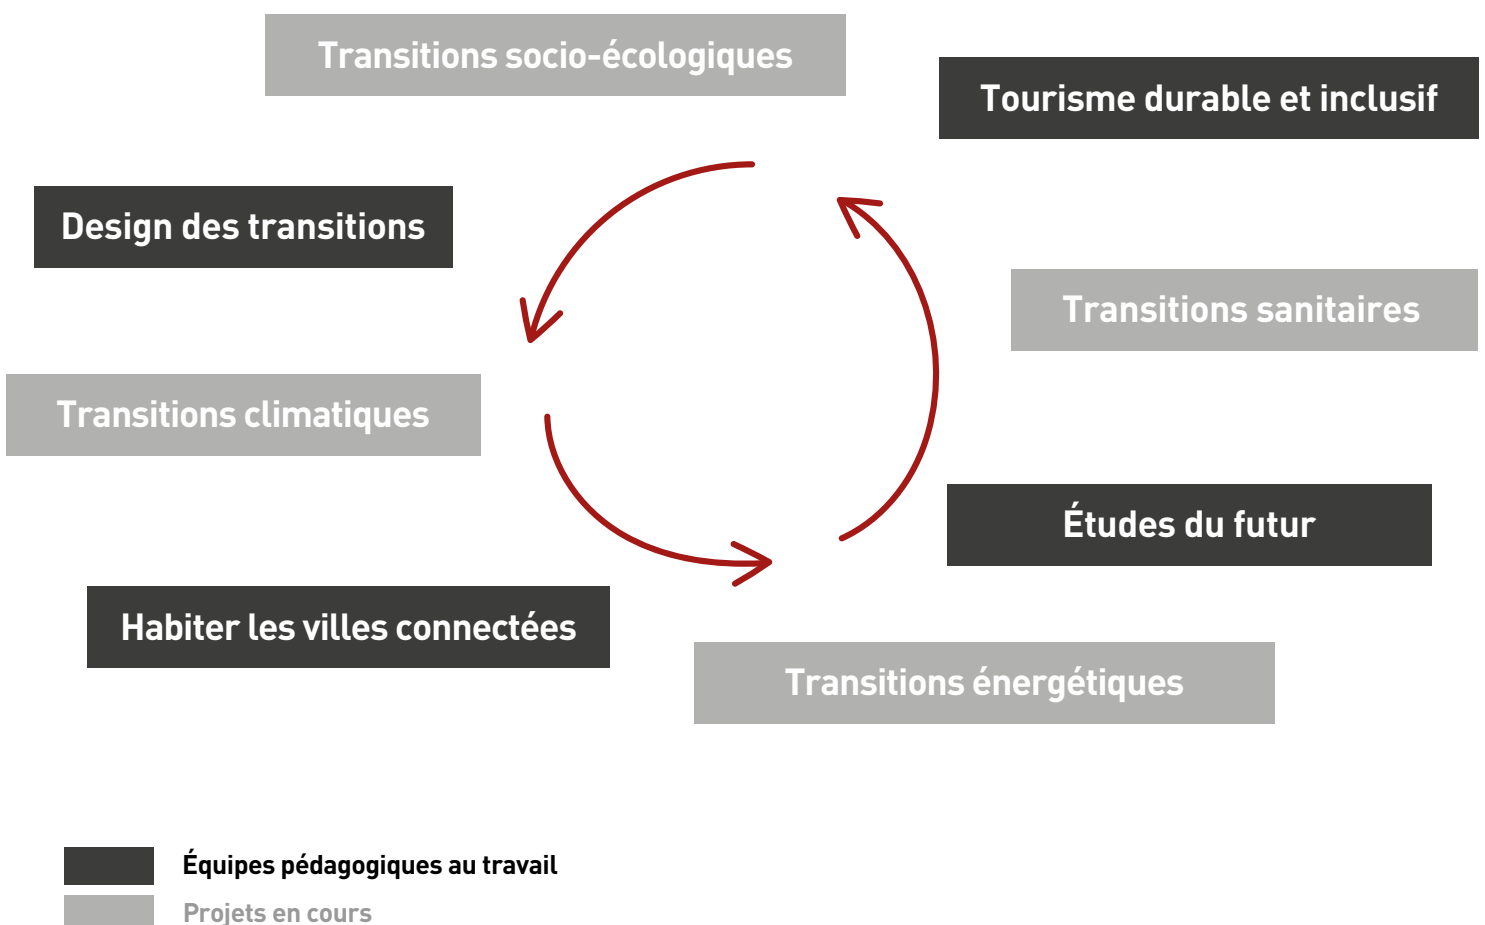 Transitions socio-écologiques
Tourisme durable et inclusif
Design des transitions
Transitions sanitaires
Transitions climatiques
Études du futur
Habiter les villes connectées
Transitions énergétiques
Équipes pédagogiques au travail
Projets en cours